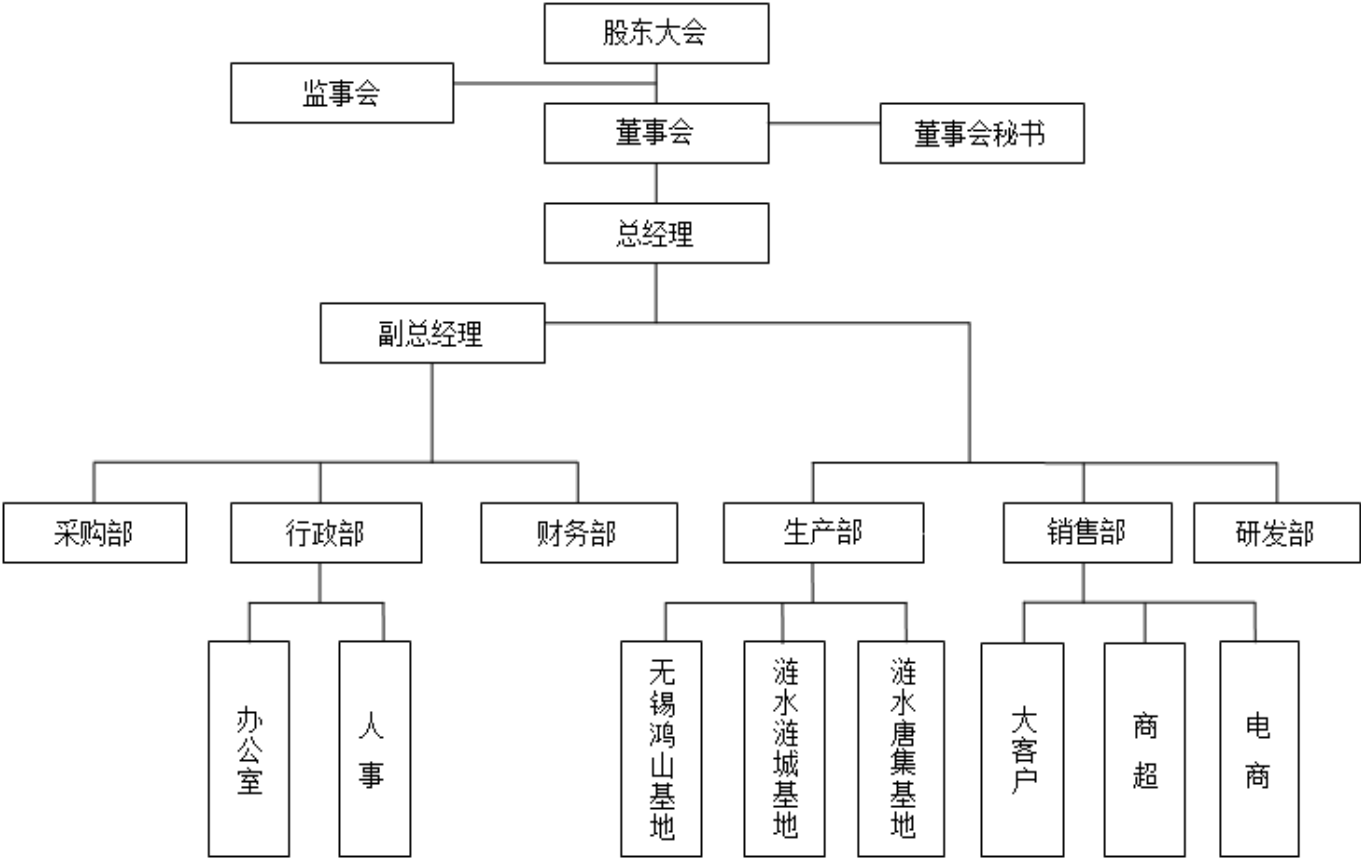 股东大会
监事会
董事会
董事会秘书
总经理
副总经理
采购部
行政部
财务部
生产部
销售部
研发部
办公室
人事
无锡鸿山基地
涟水涟城基地
涟水唐集基地
大客户
商超
电商